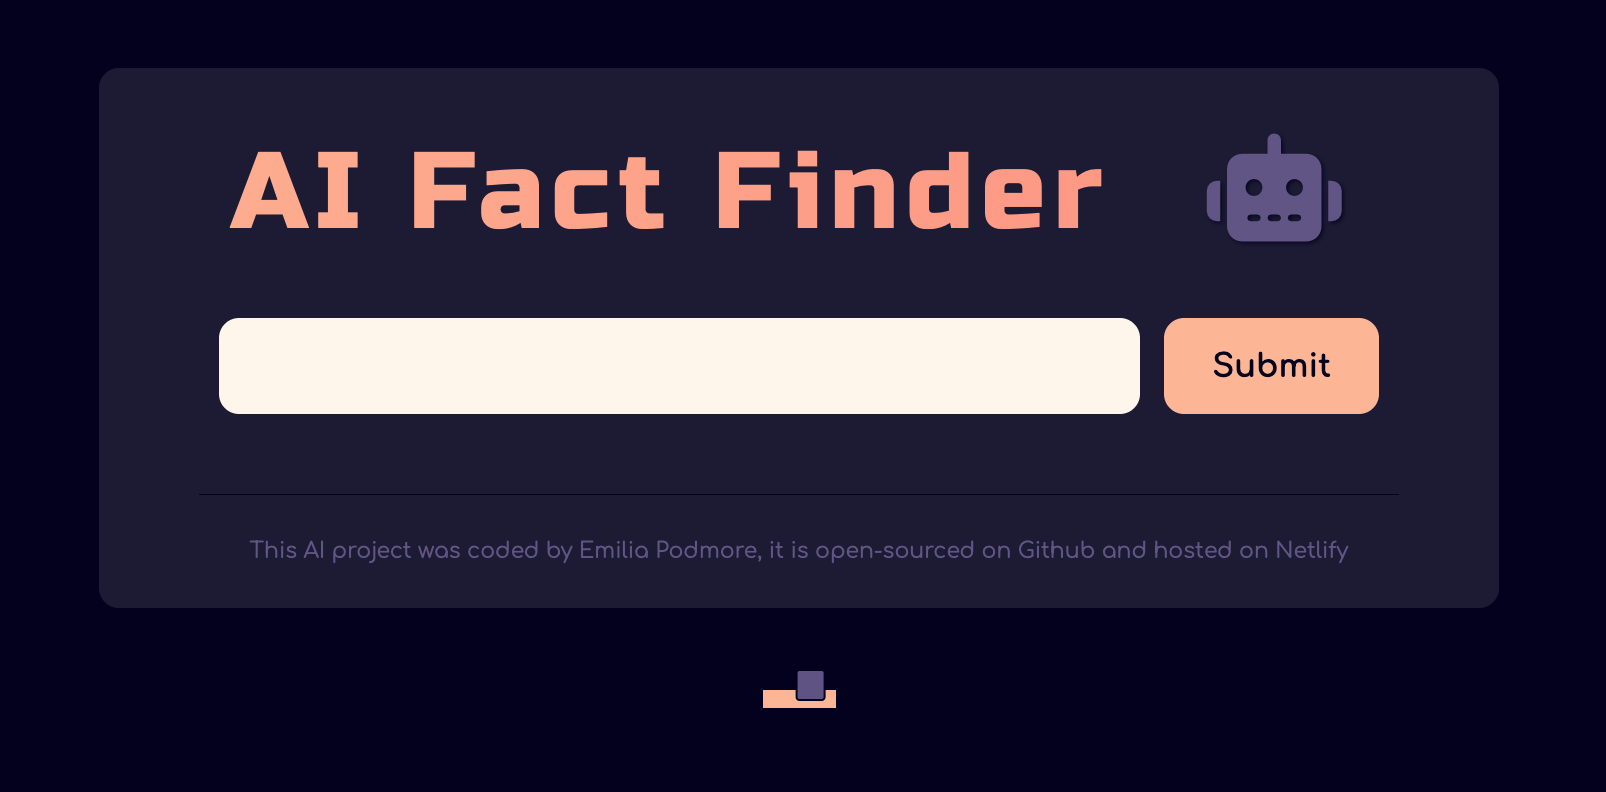 AI Fact Finder
Submit
This AI project was coded by Emilia Podmore, it is open-sourced on Github and hosted on Netlify